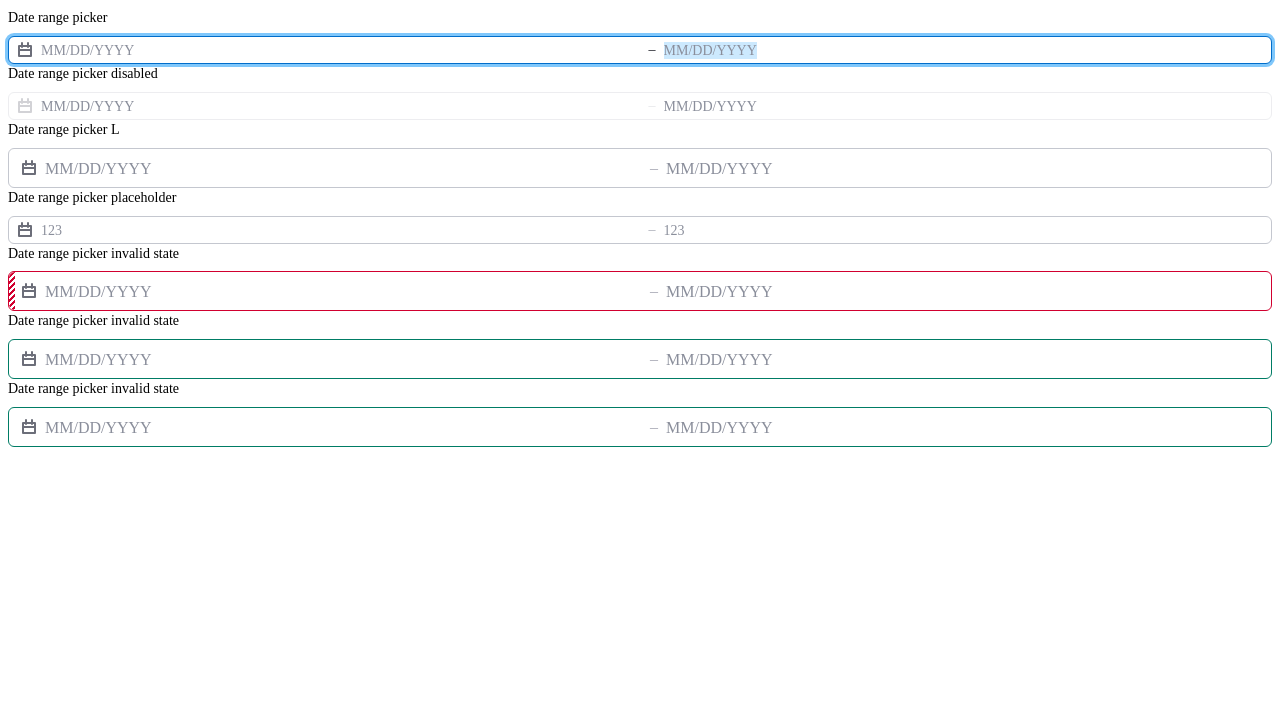 Date range picker
MM/DD/YYYY – MM/DD/YYYY
Date range picker disabled
MM/DD/YYYY – MM/DD/YYYY
Date range picker L
MM/DD/YYYY – MM/DD/YYYY
Date range picker placeholder
123 – 123
Date range picker invalid state
MM/DD/YYYY – MM/DD/YYYY
Date range picker invalid state
MM/DD/YYYY – MM/DD/YYYY
Date range picker invalid state
MM/DD/YYYY – MM/DD/YYYY